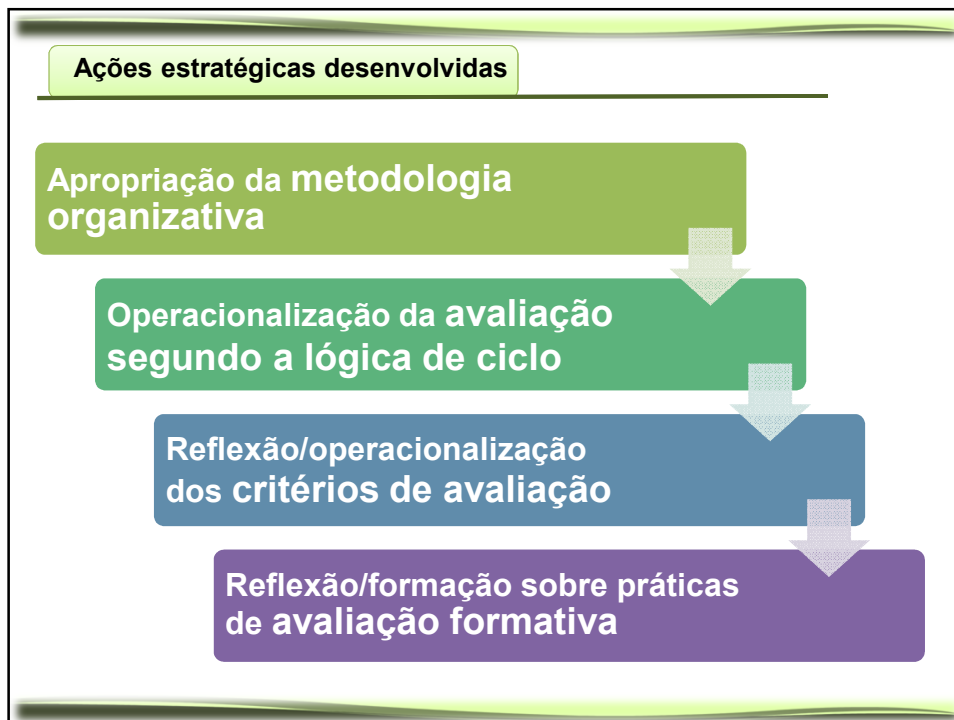 Ações estratégicas desenvolvidas
Apropriação da metodologia
organizativa
Operacionalização da avaliação
segundo a lógica de ciclo
Reflexão/operacionalização
dos critérios de avaliação
Reflexão/formação sobre práticas
de avaliação formativa